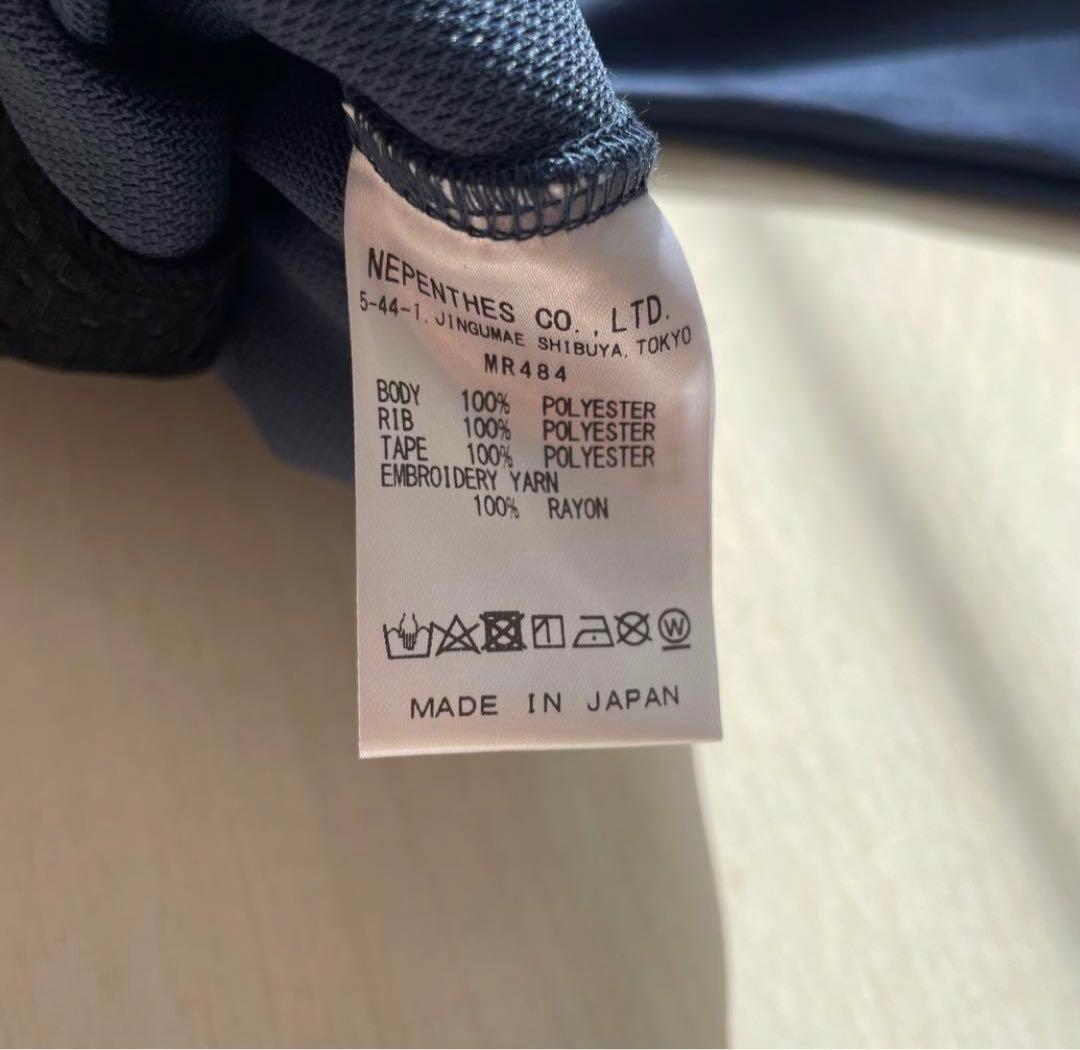 NEPENTHES CO., LTD.
5-44-1, JINGUMAE SHIBUYA, TOKYO
MR484
BODY 100% POLYESTER
RIB 100% POLYESTER
TAPE 100% POLYESTER
EMBROIDERY YARN
100% RAYON
W
MADE IN JAPAN